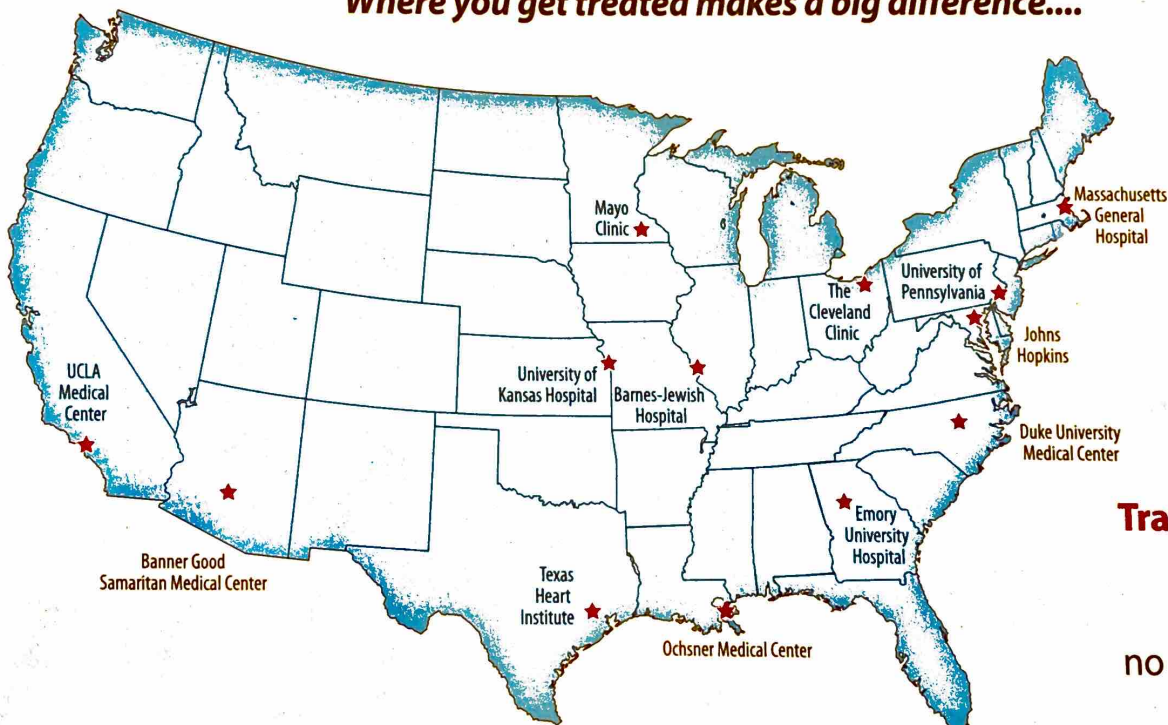 Where you get treated makes a big difference....
Mayo
Clinic
Massachusetts
General
Hospital
University of
Pennsylvania
The
Cleveland
Clinic
Johns
Hopkins
UCLA
Medical
Center
University of
Kansas Hospital
Barnes-Jewish
Hospital
Duke University
Medical Center
Emory
University
Hospital
Tra
Banner Good
Samaritan Medical Center
Texas
Heart
Institute
Ochsner Medical Center
no